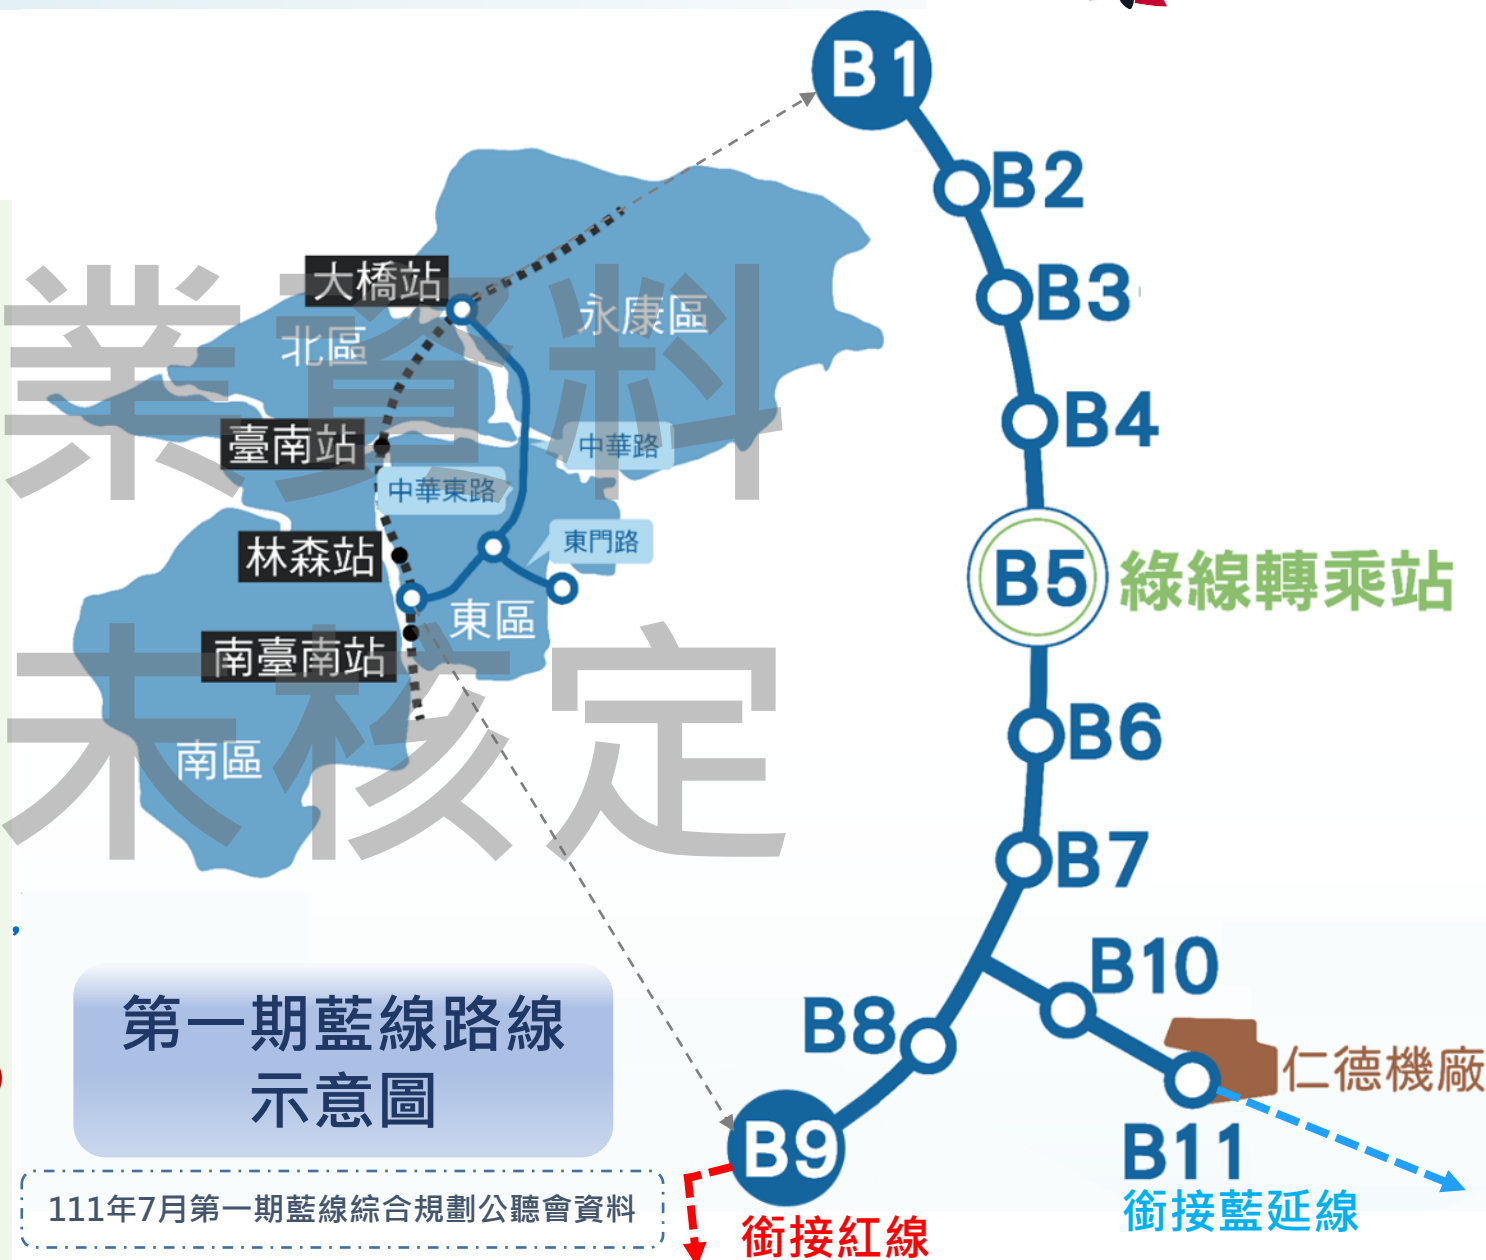 B1
B2
B3
B4
B5
綠線轉乘站
B6
B7
B8
B9
B10
B11
仁德機廠
銜接紅線
銜接藍延線
大橋站
北區
永康區
臺南站
中華路
中華東路
林森站
東門路
東區
南臺南站
南區
業資料
未核定
第一期藍線路線
示意圖
111年7月第一期藍線綜合規劃公聽會資料